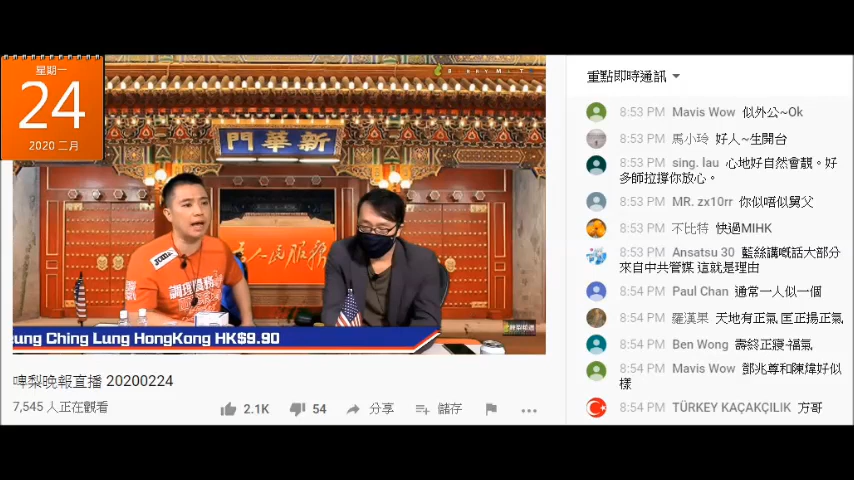 星期一
24
2020 二月
新華門
為人民服務
JOMA
調理農務
eung Ching Lung HongKong HK$9.90
啤梨晚報直播 20200224
7,545 人正在觀看
2.1K
54
分享
儲存
重點即時通訊
8:53 PM Mavis Wow 似外公~Ok
8:53 PM 馬小玲 好人~生開台
8:53 PM sing. lau 心地好自然會靚。好
多師拉撐你放心。
8:53 PM MR. zx10rr 你似唔似舅父
8:53 PM 不比特 快過MIHK
8:53 PM Ansatsu 30 藍絲講嘅話大部分
來自中共管媒 這就是理由
8:54 PM Paul Chan 通常一人似一個
8:54 PM 羅漢果 天地有正氣 匡正揚正氣
8:54 PM Ben Wong 壽終正寢·福氣
8:54 PM Mavis Wow 鄧兆尊和陳煒好似
樣
8:54 PM TÜRKEY KAÇAKÇILIK 方哥